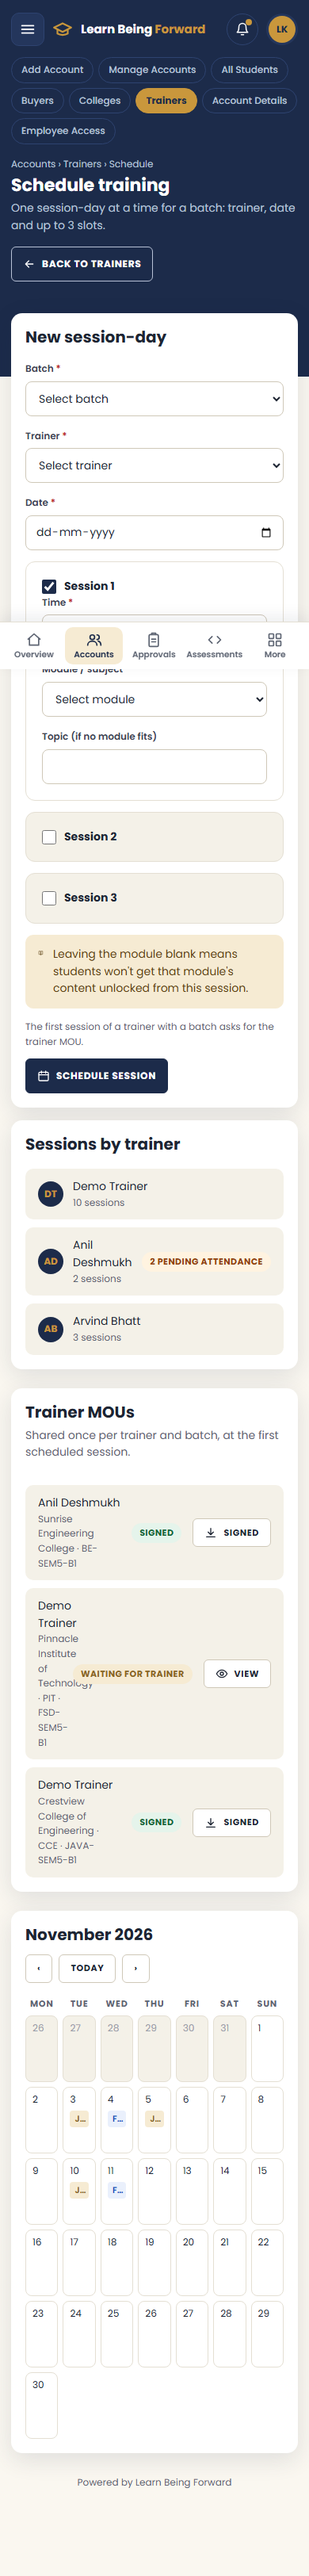 Learn Being Forward
LK
Add Account
Manage Accounts
All Students
Buyers
Colleges
Trainers
Account Details
Employee Access
Accounts › Trainers › Schedule
Schedule training
One session-day at a time for a batch: trainer, date
and up to 3 slots.
← BACK TO TRAINERS
New session-day
Batch *
Select batch
Trainer *
Select trainer
Date *
dd-mm-yyyy
Session 1
Time *
Overview
Accounts
Approvals
Assessments
More
Module / subject
Select module
Topic (if no module fits)
Session 2
Session 3
Leaving the module blank means
students won't get that module's
content unlocked from this session.
The first session of a trainer with a batch asks for the
trainer MOU.
SCHEDULE SESSION
Sessions by trainer
DT
Demo Trainer
10 sessions
AD
Anil
Deshmukh
2 sessions
2 PENDING ATTENDANCE
AB
Arvind Bhatt
3 sessions
Trainer MOUs
Shared once per trainer and batch, at the first
scheduled session.
Anil Deshmukh
Sunrise
Engineering
College · BE-
SEM5-B1
SIGNED
SIGNED
Demo
Trainer
Pinnacle
Institute
of
Technology
· PIT ·
FSD-
SEM5-
B1
WAITING FOR TRAINER
VIEW
Demo Trainer
Crestview
College of
Engineering ·
CCE · JAVA-
SEM5-B1
SIGNED
SIGNED
November 2026
‹ TODAY ›
MON TUE WED THU FRI SAT SUN
26 27 28 29 30 31 1
2 3 4 5 6 7 8
J... F... J...
9 10 11 12 13 14 15
J... F...
16 17 18 19 20 21 22
23 24 25 26 27 28 29
30
Powered by Learn Being Forward